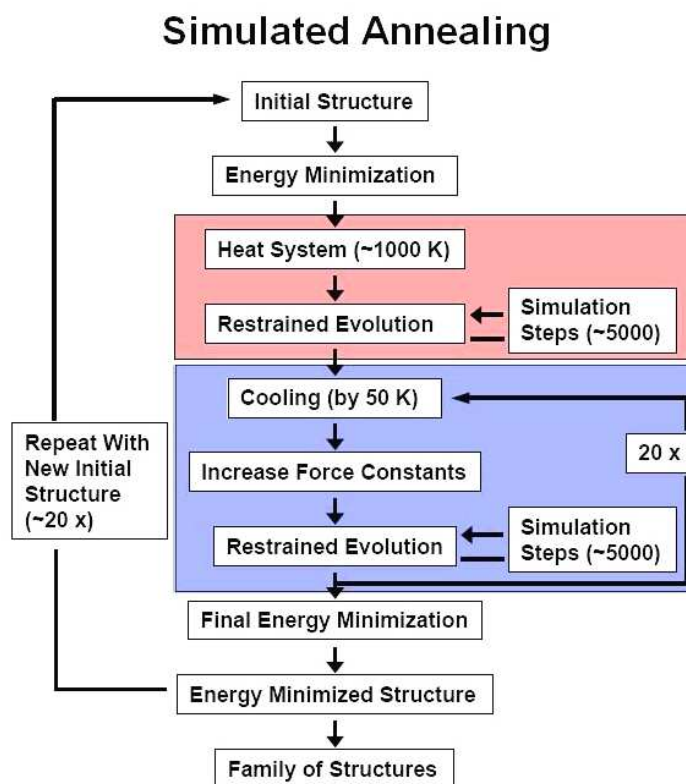 Simulated Annealing
Initial Structure
Energy Minimization
Heat System (~1000 K)
Restrained Evolution
Simulation
Steps (~5000)
Cooling (by 50 K)
Repeat With
New Initial
Structure
(~20 x)
20 x
Increase Force Constants
Restrained Evolution
Simulation
Steps (~5000)
Final Energy Minimization
Energy Minimized Structure
Family of Structures